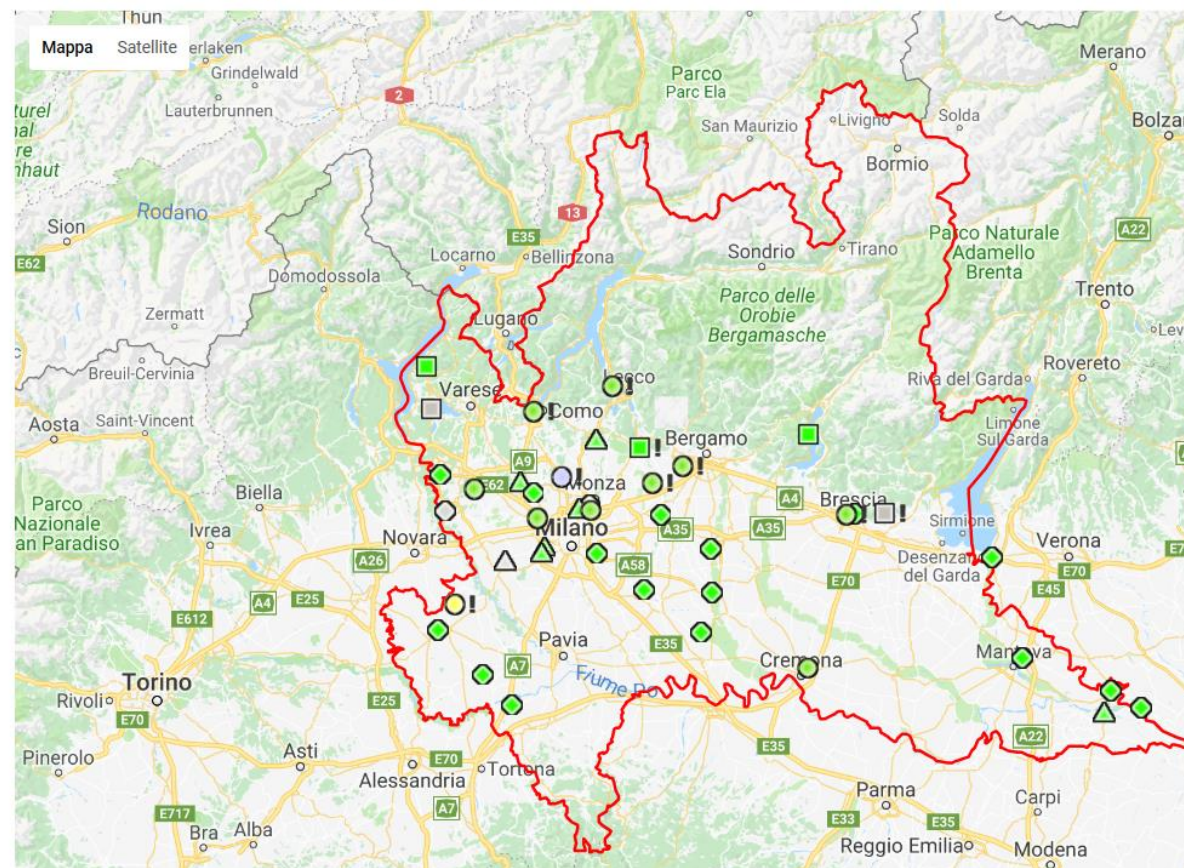 Thun
Mappa
Satellite
erlaken
Grindelwald
Lauterbrunnen
turel
nal
re
nhaut
2
Parco
Parc Ela
San Maurizio
Livigno
Solda
Merano
Bolza
Bormio
Rodano
Sion
E62
13
E35
Locarno
Bellinzona
Domodossola
Sondrio
Tirano
Parco Naturale
Adamello
Brenta
A22
Trento
Zermatt
Lugano
Parco delle
Orobie
Bergamasche
Lev
Breuil-Cervinia
Rovereto
Riva del Garda
Lecco
Varese
Como
Aosta
Saint-Vincent
Limone
Sul Garda
Bergamo
A9
E62
Monza
Biella
Parco
Nazionale
an Paradiso
Ivrea
Novara
Milano
A4
Brescia
A35
A35
Sirmione
Desenzan
del Garda
Verona
E7
A26
A58
E70
E70
E45
A4
E25
E612
Pavia
E35
Cremona
Mantova
A7
Fiume Po
Torino
Rivoli
E70
E25
A22
Pinerolo
Asti
E70
Alessandria
Tortona
A7
E35
Parma
Carpi
E717
Bra
Alba
E33
E35
Reggio Emilia
Modena